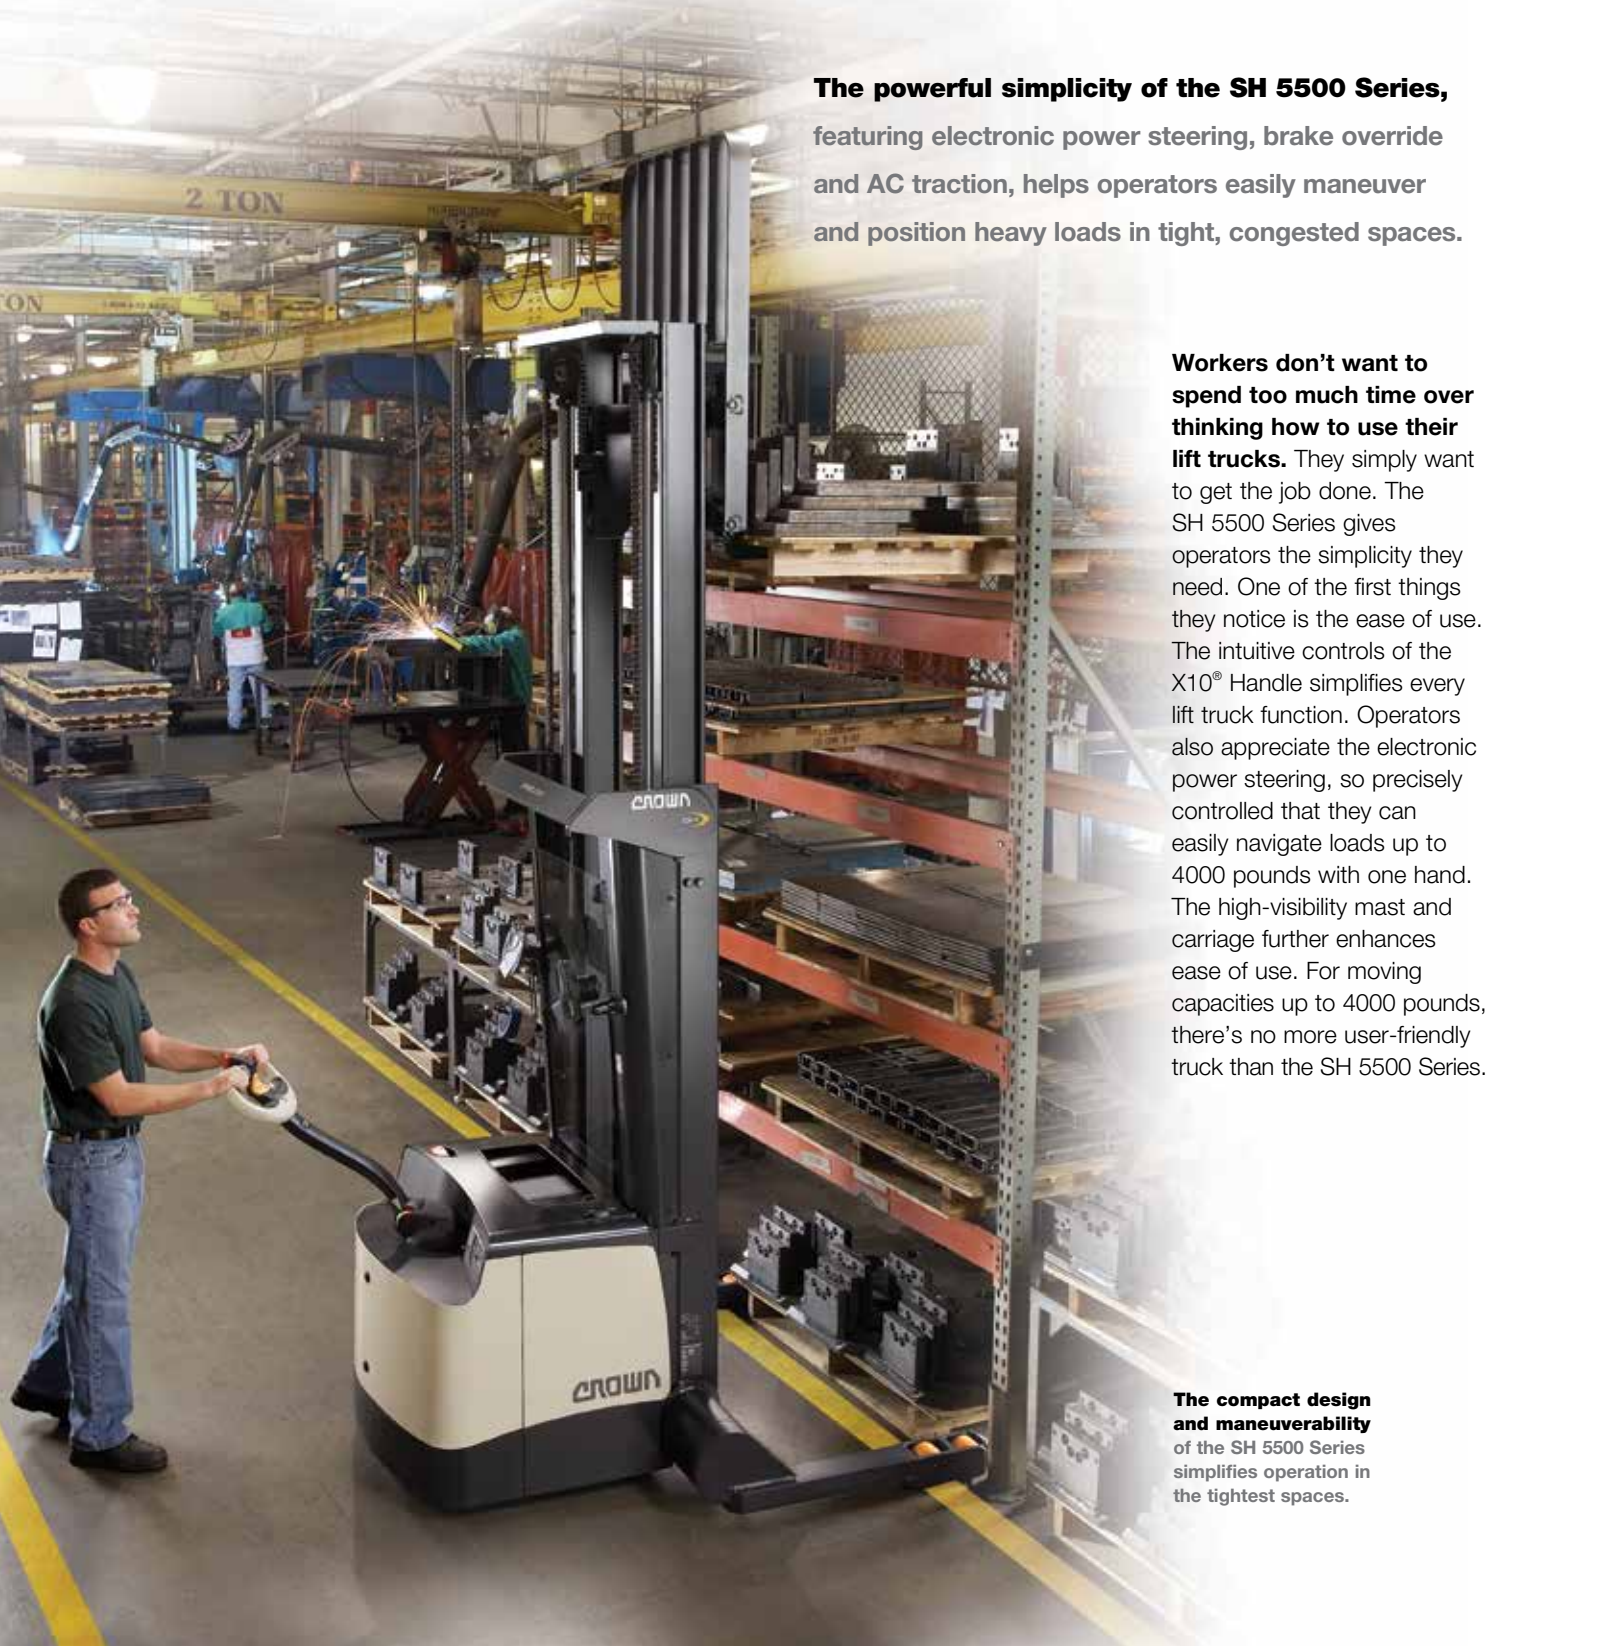 The powerful simplicity of the SH 5500 Series,
featuring electronic power steering, brake override
and AC traction, helps operators easily maneuver
and position heavy loads in tight, congested spaces.
2 TON
TON
Workers don’t want to
spend too much time over
thinking how to use their
lift trucks. They simply want
to get the job done. The
SH 5500 Series gives
operators the simplicity they
need. One of the first things
they notice is the ease of use.
The intuitive controls of the
X10® Handle simplifies every
lift truck function. Operators
also appreciate the electronic
power steering, so precisely
controlled that they can
easily navigate loads up to
4000 pounds with one hand.
The high-visibility mast and
carriage further enhances
ease of use. For moving
capacities up to 4000 pounds,
there’s no more user-friendly
truck than the SH 5500 Series.
CROWN
CROWN
The compact design
and maneuverability
of the SH 5500 Series
simplifies operation in
the tightest spaces.